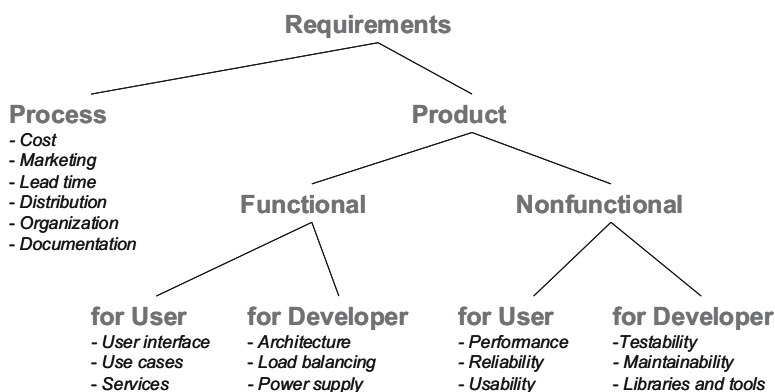 Requirements
Process
- Cost
- Marketing
- Lead time
- Distribution
- Organization
- Documentation
Product
Functional
Nonfunctional
for User
- User interface
- Use cases
- Services
for Developer
- Architecture
- Load balancing
- Power supply
for User
- Performance
- Reliability
- Usability
for Developer
-Testability
- Maintainability
- Libraries and tools